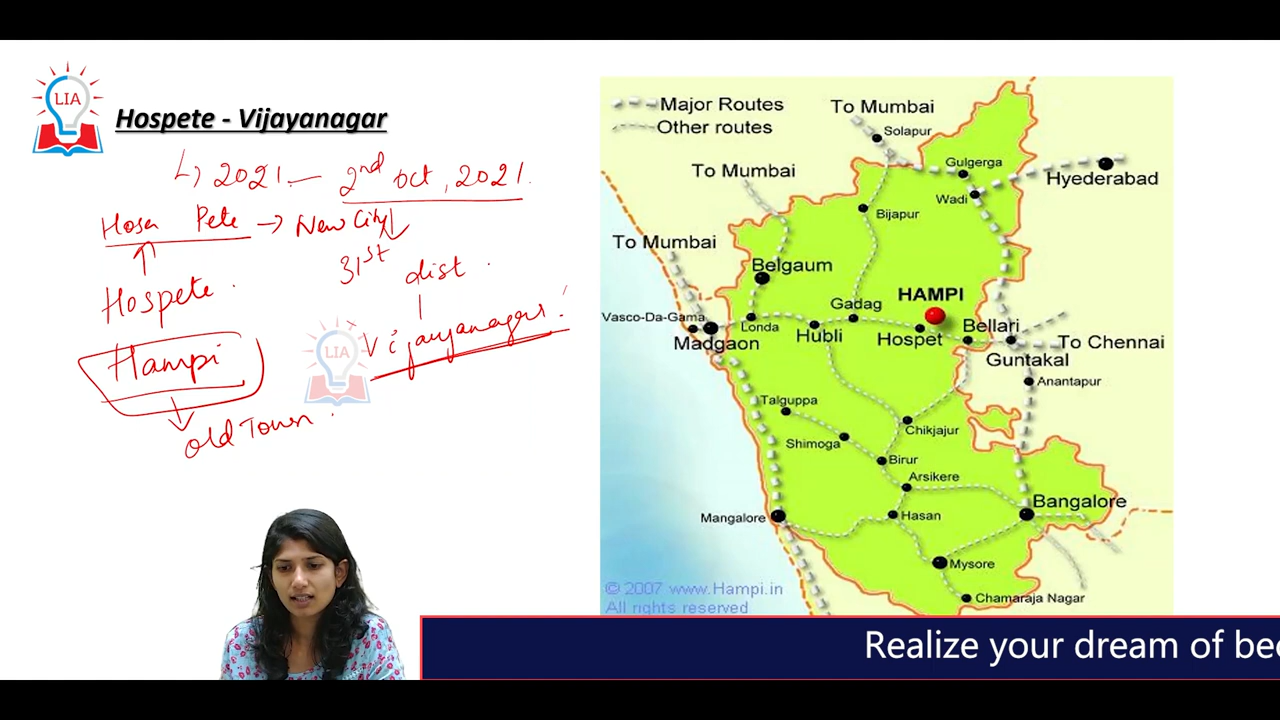 LIA
Hospete - Vijayanagar
↳ 2021 — 2nd Oct, 2021
Hosa Pete → New City
31st
dist
Hospete
Vijayanagar
Hampi
Old Town
LIA
Major Routes
Other routes
To Mumbai
Solapur
Gulgerga
To Mumbai
Hyederabad
Wadi
Bijapur
To Mumbai
Belgaum
HAMPI
Gadag
Vasco-Da-Gama
Londa
Hubli
Bellari
Madgaon
Hospet
To Chennai
Guntakal
Anantapur
Talguppa
Chikjajur
Shimoga
Birur
Arsikere
Bangalore
Mangalore
Hasan
Mysore
© 2007 www.Hampi.in
Chamaraja Nagar
All rights reserved
Realize your dream of bec